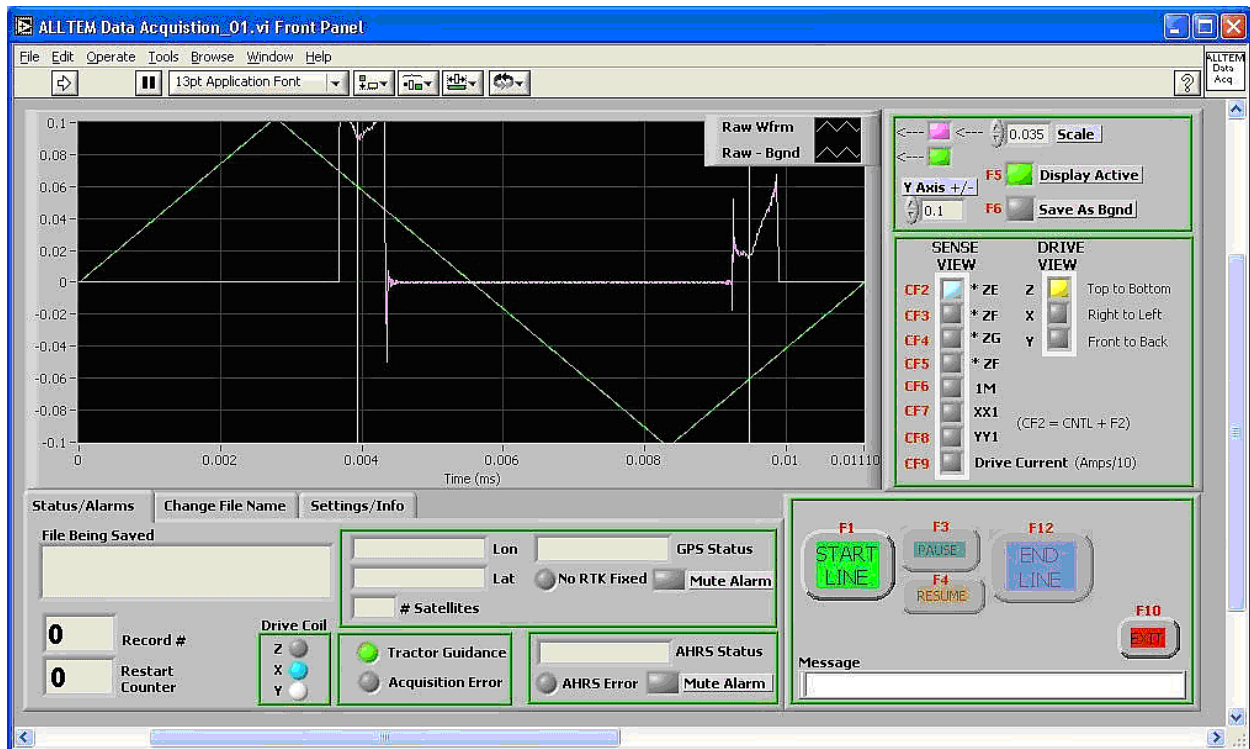 ALLTEM Data Acquistion_01.vi Front Panel
File Edit Operate Tools Browse Window Help
13pt Application Font
?
ALLTEM
Data
Acq
0.1
0.08
0.06
0.04
0.02
0
-0.02
-0.04
-0.06
-0.08
-0.1
0 0.002 0.004 0.006 0.008 0.01 0.01110
Time (ms)
Raw Wfrm
Raw - Bgnd
<--- <--- 0.035 Scale
<---
Y Axis +/-
0.1
F5 Display Active
F6 Save As Bgnd
SENSE VIEW
DRIVE VIEW
CF2 * ZE
CF3 * ZF
CF4 * ZG
CF5 * ZF
CF6 1M
CF7 XX1
CF8 YY1
CF9 Drive Current (Amps/10)
Z Top to Bottom
X Right to Left
Y Front to Back
(CF2 = CNTL + F2)
Status/Alarms Change File Name Settings/Info
File Being Saved
0 Record #
0 Restart Counter
Drive Coil
Z
X
Y
Lon
Lat
# Satellites
GPS Status
No RTK Fixed Mute Alarm
Tractor Guidance
Acquisition Error
AHRS Status
AHRS Error Mute Alarm
F1
START LINE
F3
PAUSE
F4
RESUME
F12
END LINE
F10
EXIT
Message